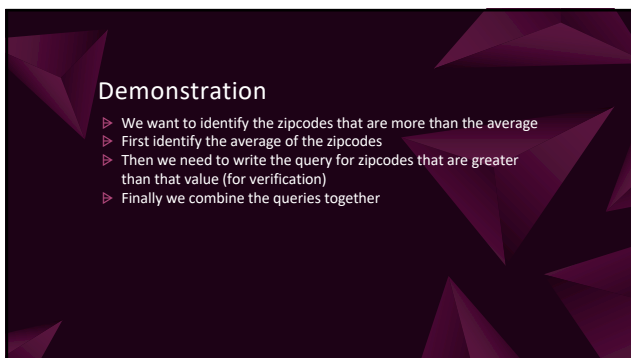 Demonstration
We want to identify the zipcodes that are more than the average
First identify the average of the zipcodes
Then we need to write the query for zipcodes that are greater
than that value (for verification)
Finally we combine the queries together